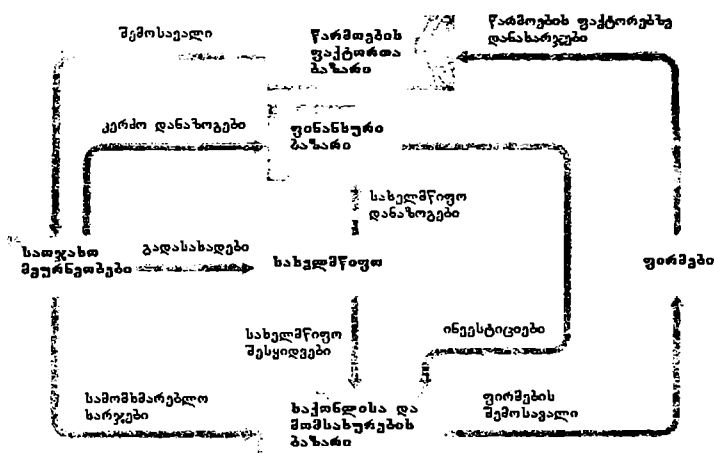 შემოსავალი
წარმოების
ფაქტორთა
ბაზარი
წარმოების ფაქტორებზე
დანახარჯები
კერძო დანაზოგები
ფინანსური
ბაზარი
სახელმწიფო
დანაზოგები
საოჯახო
მეურნეობები
გადასახადები
სახელმწიფო
ფირმები
სახელმწიფო
შესყიდვები
ინვესტიციები
სამომხმარებლო
ხარჯები
საქონლისა და
მომსახურების
ბაზარი
ფირმების
შემოსავალი